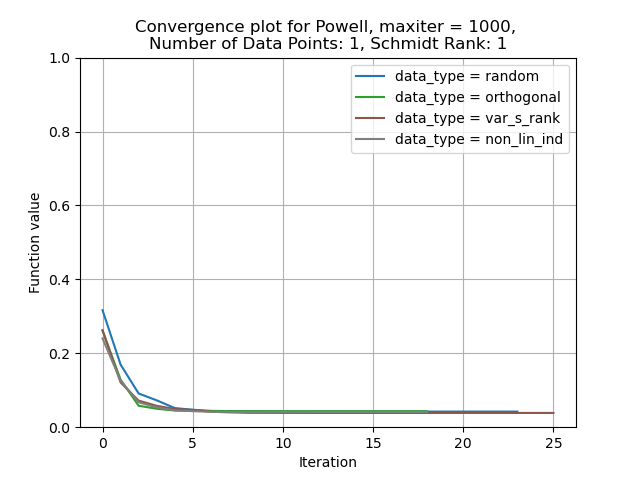 Convergence plot for Powell, maxiter = 1000,
Number of Data Points: 1, Schmidt Rank: 1
data_type = random
data_type = orthogonal
data_type = var_s_rank
data_type = non_lin_ind
Function value
1.0
0.8
0.6
0.4
0.2
0.0
0 5 10 15 20 25
Iteration